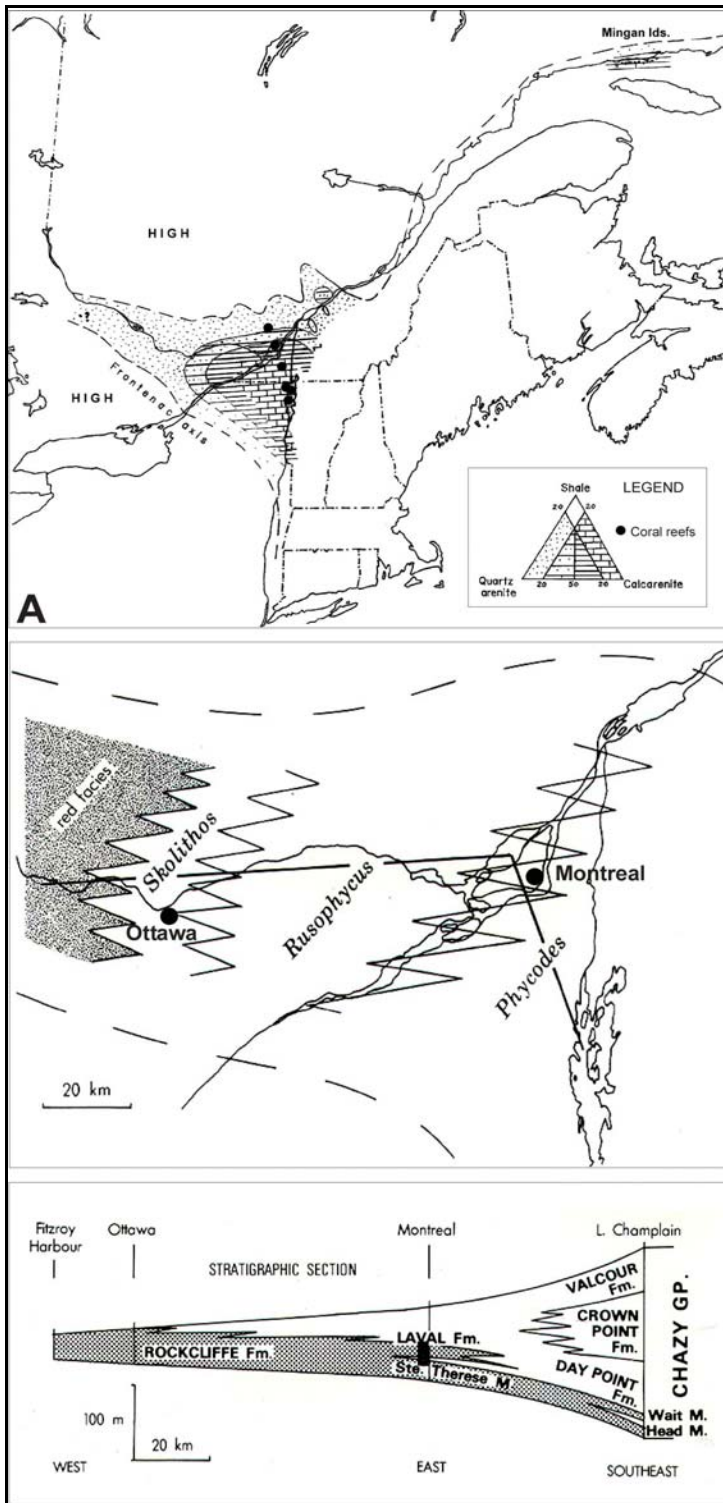 Mingan Ids.
HIGH
?
HIGH
Frontenac axis
LEGEND
Shale
20 20
Coral reefs
Quartz arenite
20 50 20
Calcarenite
A
red facies
Skolithos
Ottawa
Rusophycus
Montreal
Phycodes
20 km
Fitzroy Harbour
Ottawa
Montreal
L. Champlain
STRATIGRAPHIC SECTION
VALCOUR Fm.
CROWN POINT Fm.
LAVAL Fm.
ROCKCLIFFE Fm.
Ste. Therese M
DAY POINT Fm.
CHAZY GP.
Wait M.
Head M.
100 m
20 km
WEST
EAST
SOUTHEAST